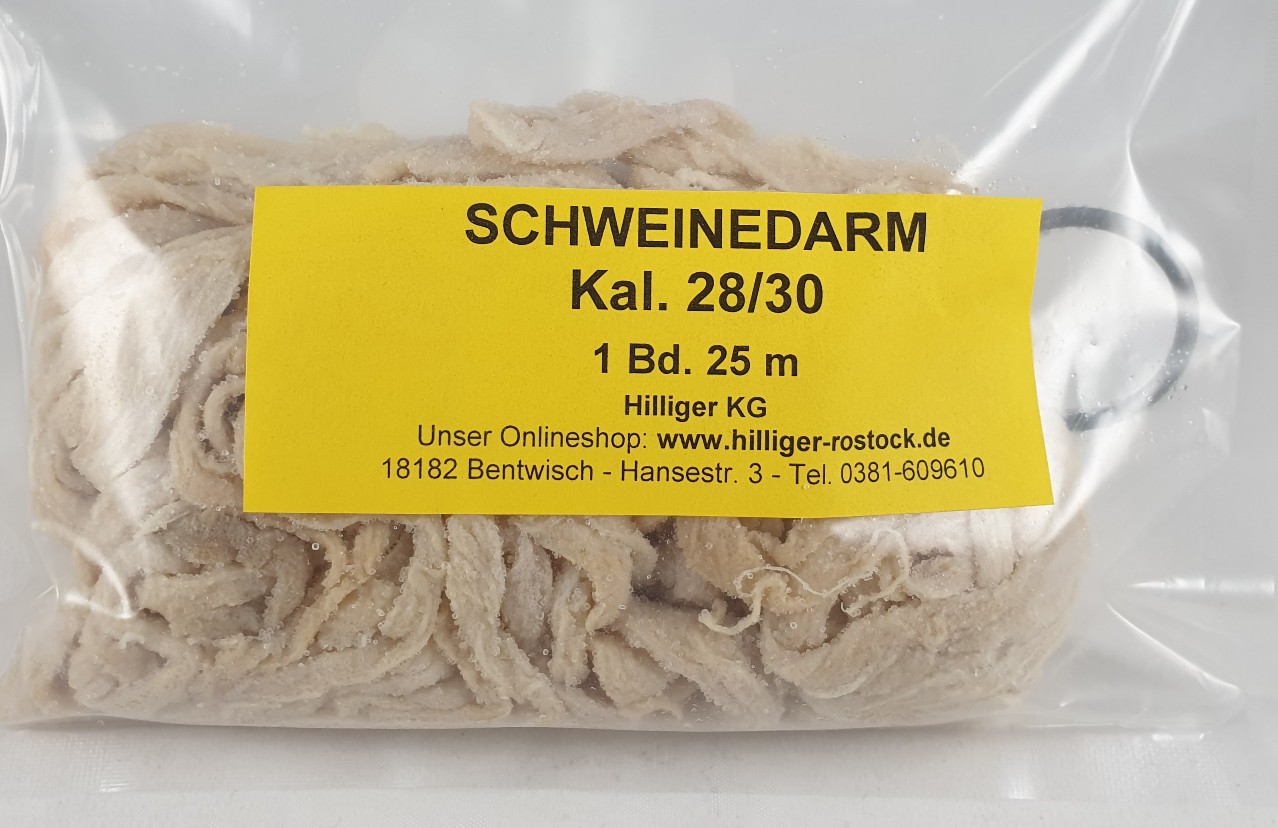 SCHWEINEDARM
Kal. 28/30
1 Bd. 25 m
Hilliger KG
Unser Onlineshop: www.hilliger-rostock.de
18182 Bentwisch - Hansestr. 3 - Tel. 0381-609610